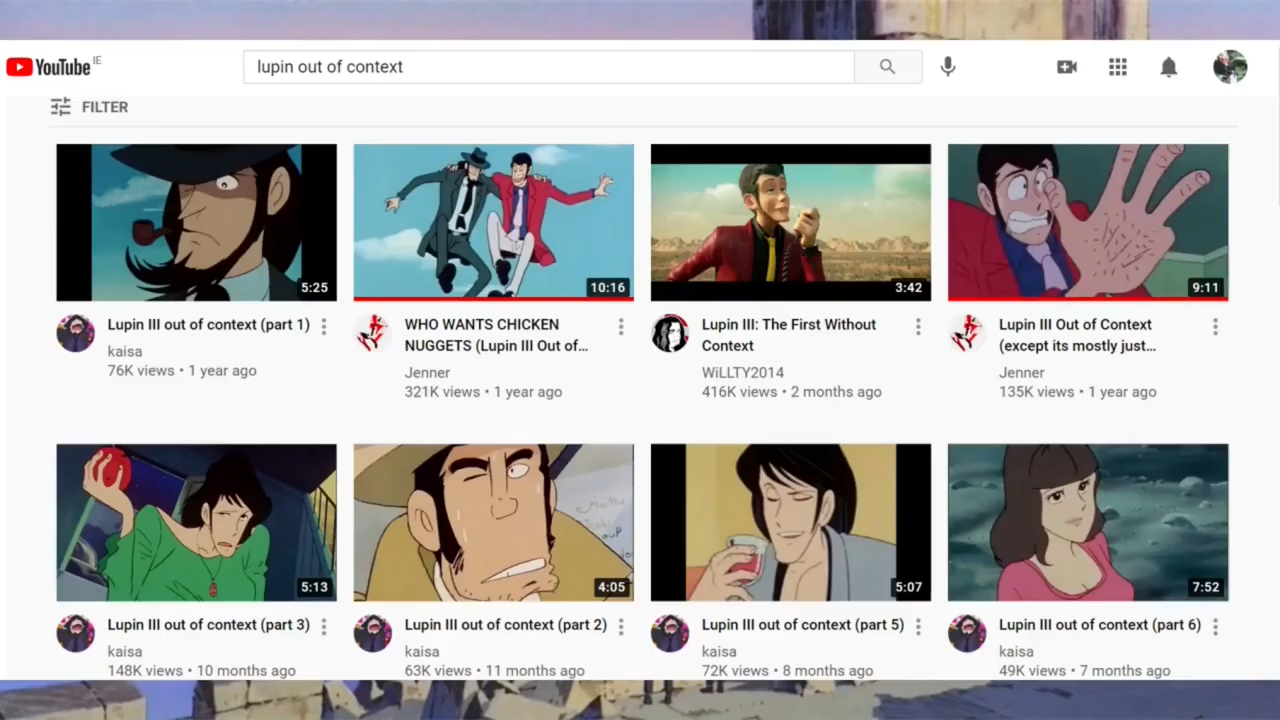 YouTube IE
lupin out of context
FILTER
5:25
10:16
3:42
9:11
Lupin III out of context (part 1)
kaisa
76K views • 1 year ago
WHO WANTS CHICKEN
NUGGETS (Lupin III Out of...
Jenner
321K views • 1 year ago
Lupin III: The First Without
Context
WiLLTY2014
416K views • 2 months ago
Lupin III Out of Context
(except its mostly just...
Jenner
135K views • 1 year ago
5:13
4:05
5:07
7:52
Lupin III out of context (part 3)
kaisa
148K views • 10 months ago
Lupin III out of context (part 2)
kaisa
63K views • 11 months ago
Lupin III out of context (part 5)
kaisa
72K views • 8 months ago
Lupin III out of context (part 6)
kaisa
49K views • 7 months ago